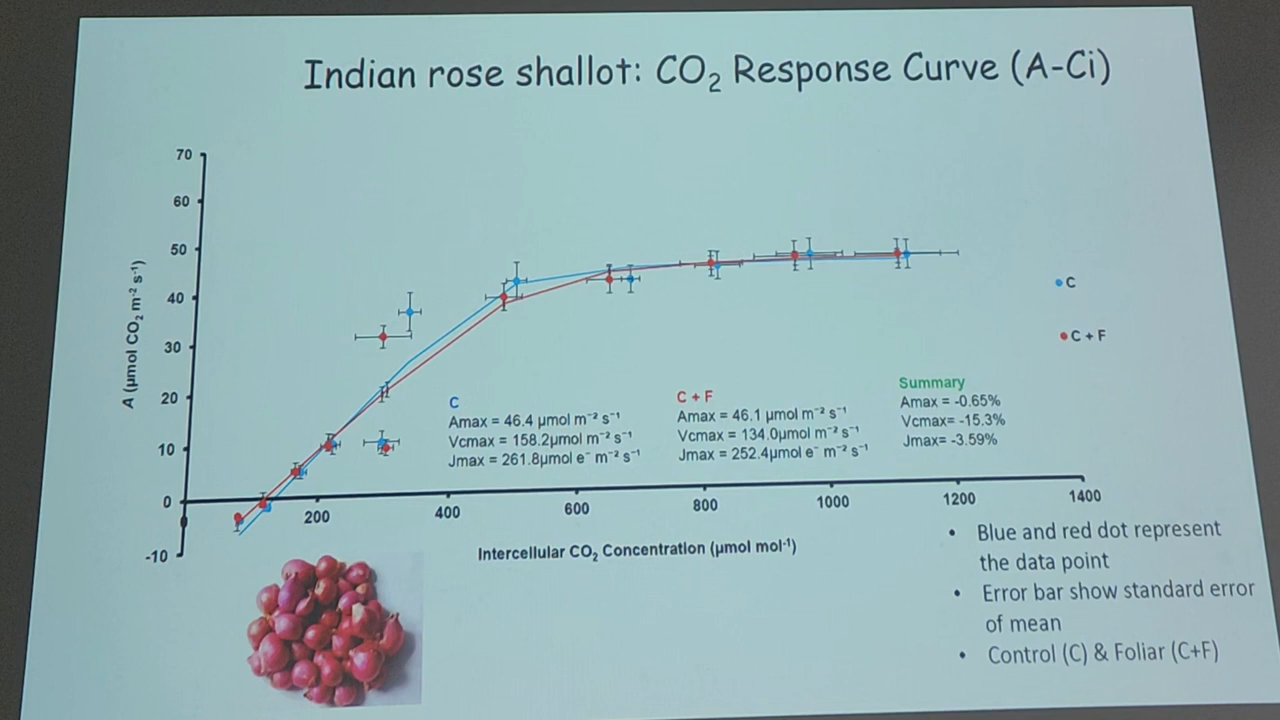 Indian rose shallot: CO₂ Response Curve (A-Ci)
70
60
50
40
30
20
10
0
-10
A (µmol CO₂ m⁻² s⁻¹)
200
400
600
800
1000
1200
1400
Intercellular CO₂ Concentration (µmol mol⁻¹)
C
C + F
C
Amax = 46.4 µmol m⁻² s⁻¹
Vcmax = 158.2µmol m⁻² s⁻¹
Jmax = 261.8µmol e⁻ m⁻² s⁻¹
C + F
Amax = 46.1 µmol m⁻² s⁻¹
Vcmax = 134.0µmol m⁻² s⁻¹
Jmax = 252.4µmol e⁻ m⁻² s⁻¹
Summary
Amax = -0.65%
Vcmax= -15.3%
Jmax= -3.59%
• Blue and red dot represent
the data point
• Error bar show standard error
of mean
• Control (C) & Foliar (C+F)